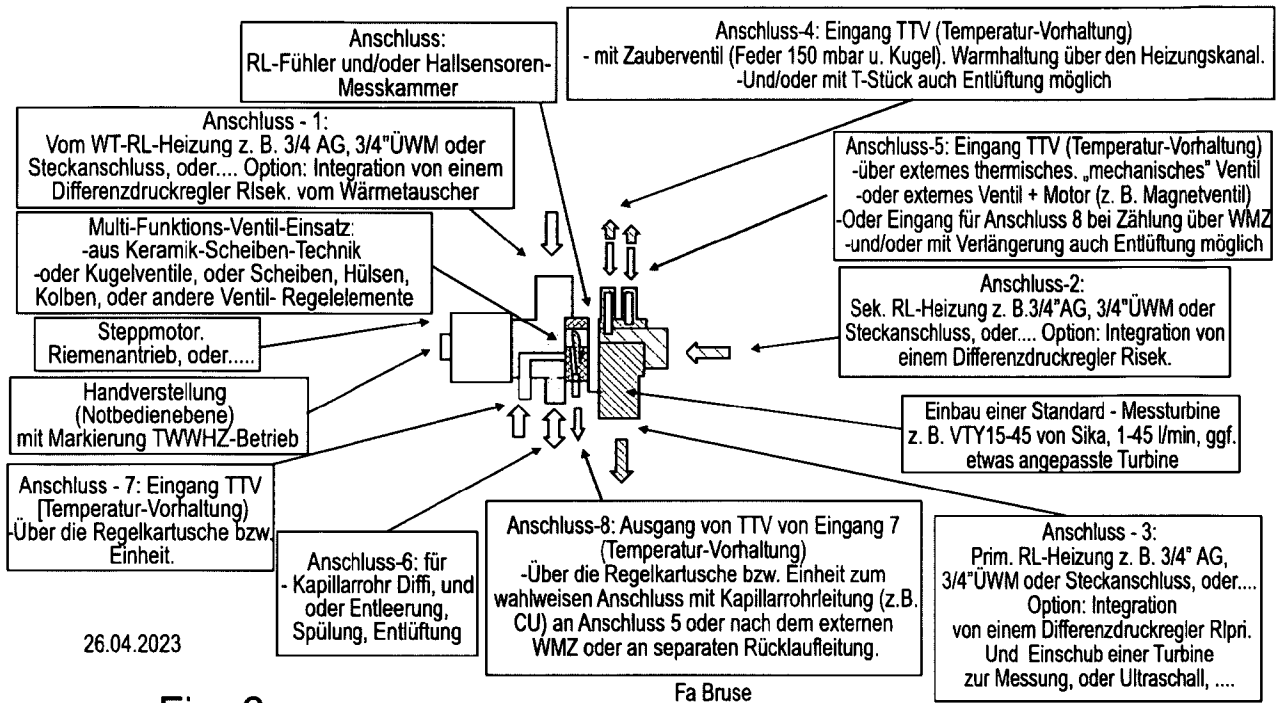 Anschluss:
RL-Fühler und/oder Hallsensoren-
Messkammer
Anschluss-4: Eingang TTV (Temperatur-Vorhaltung)
- mit Zauberventil (Feder 150 mbar u. Kugel). Warmhaltung über den Heizungskanal.
-Und/oder mit T-Stück auch Entlüftung möglich
Anschluss - 1:
Vom WT-RL-Heizung z. B. 3/4 AG, 3/4"ÜWM oder
Steckanschluss, oder.... Option: Integration von einem
Differenzdruckregler RIsek. vom Wärmetauscher
Anschluss-5: Eingang TTV (Temperatur-Vorhaltung)
-über externes thermisches. „mechanisches" Ventil
-oder externes Ventil + Motor (z. B. Magnetventil)
-Oder Eingang für Anschluss 8 bei Zählung über WMZ
-und/oder mit Verlängerung auch Entlüftung möglich
Multi-Funktions-Ventil-Einsatz:
-aus Keramik-Scheiben-Technik
-oder Kugelventile, oder Scheiben, Hülsen,
Kolben, oder andere Ventil- Regelelemente
Anschluss-2:
Sek. RL-Heizung z. B.3/4"AG, 3/4"ÜWM oder
Steckanschluss, oder.... Option: Integration von
einem Differenzdruckregler Risek.
Steppmotor.
Riemenantrieb, oder.....
Handverstellung
(Notbedienebene)
mit Markierung TWWHZ-Betrieb
Einbau einer Standard - Messturbine
z. B. VTY15-45 von Sika, 1-45 l/min, ggf.
etwas angepasste Turbine
Anschluss - 7: Eingang TTV
[Temperatur-Vorhaltung)
-Über die Regelkartusche bzw.
Einheit.
Anschluss-6: für
- Kapillarrohr Diffi, und
oder Entleerung,
Spülung, Entlüftung
Anschluss-8: Ausgang von TTV von Eingang 7
(Temperatur-Vorhaltung)
-Über die Regelkartusche bzw. Einheit zum
wahlweisen Anschluss mit Kapillarrohrleitung (z.B.
CU) an Anschluss 5 oder nach dem externen
WMZ oder an separaten Rücklaufleitung.
Anschluss - 3:
Prim. RL-Heizung z. B. 3/4" AG,
3/4"ÜWM oder Steckanschluss, oder....
Option: Integration
von einem Differenzdruckregler RIpri.
Und Einschub einer Turbine
zur Messung, oder Ultraschall, ....
26.04.2023
Fa Bruse